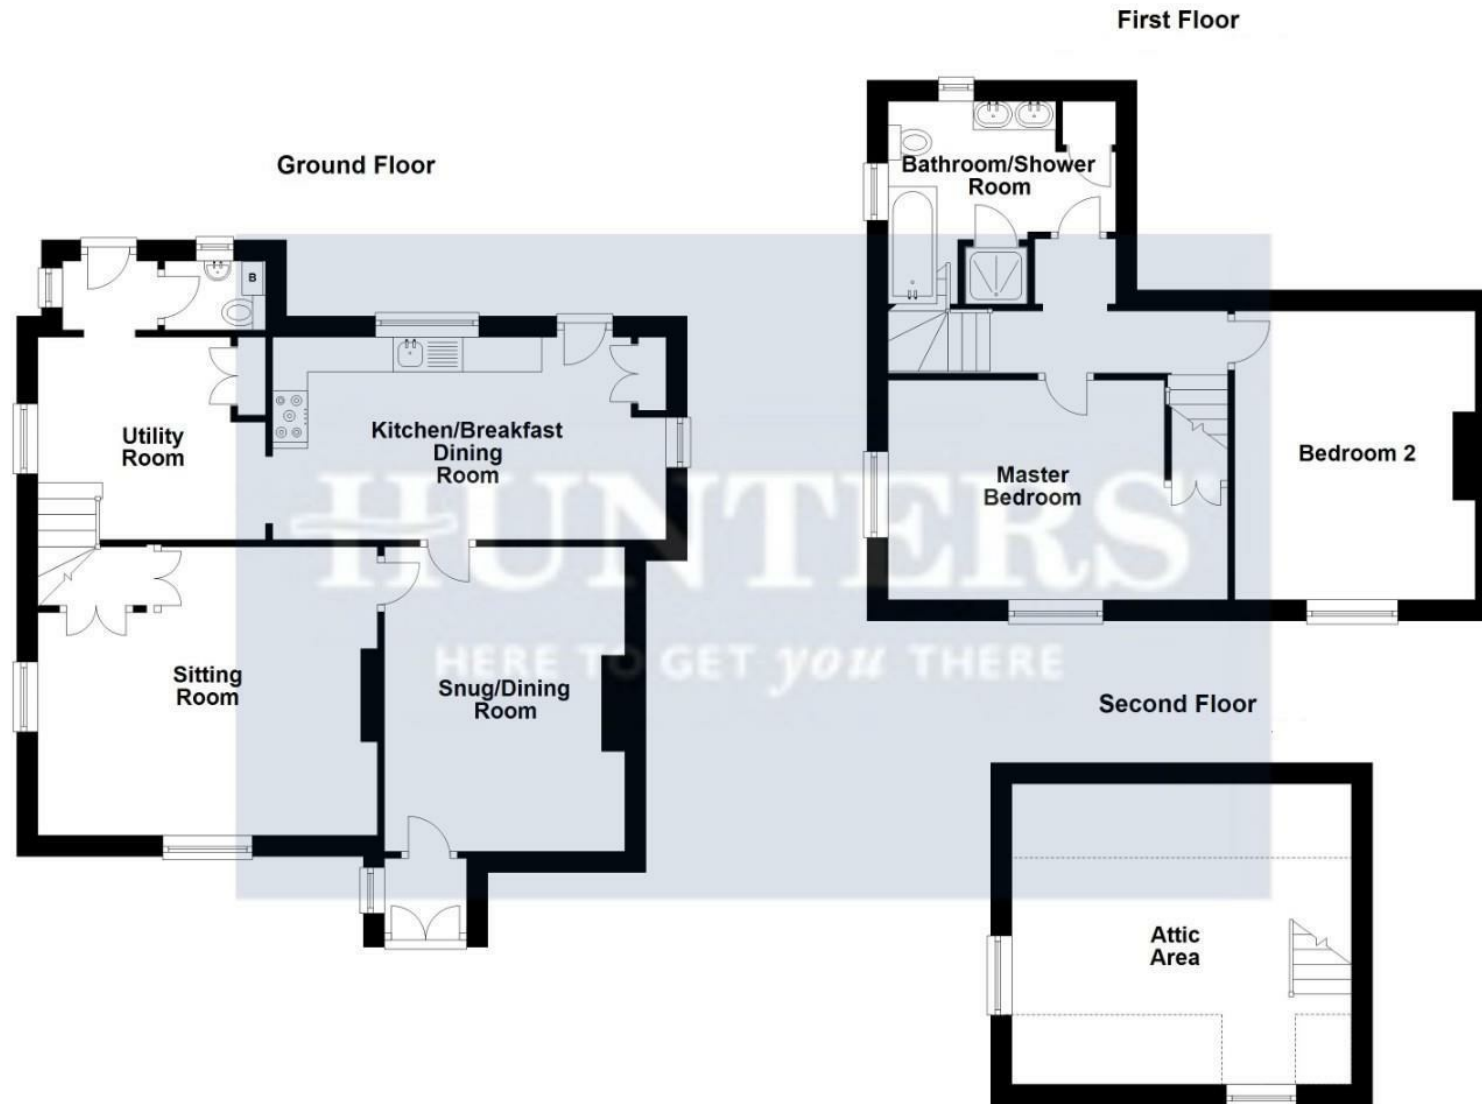 First Floor
Bathroom/Shower
Room
Master
Bedroom
Bedroom 2
Ground Floor
B
Utility
Room
Kitchen/Breakfast
Dining
Room
Sitting
Room
Snug/Dining
Room
HUNTERS
HERE TO GET you THERE
Second Floor
Attic
Area